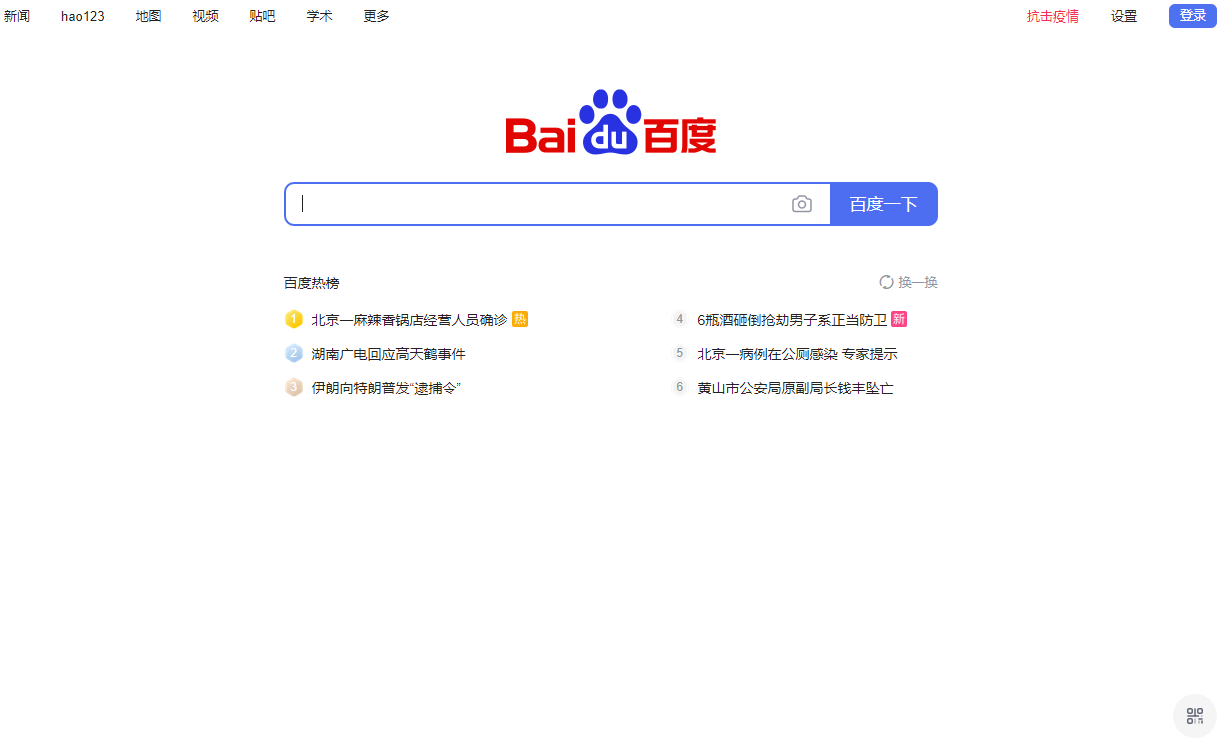 新闻 hao123 地图 视频 贴吧 学术 更多 抗击疫情 设置 登录
Bai du 百度
百度一下
百度热榜 换一换
1 北京一麻辣香锅店经营人员确诊 热
4 6瓶酒砸倒抢劫男子系正当防卫 新
2 湖南广电回应高天鹤事件
5 北京一病例在公厕感染 专家提示
3 伊朗向特朗普发“逮捕令”
6 黄山市公安局原副局长钱丰坠亡